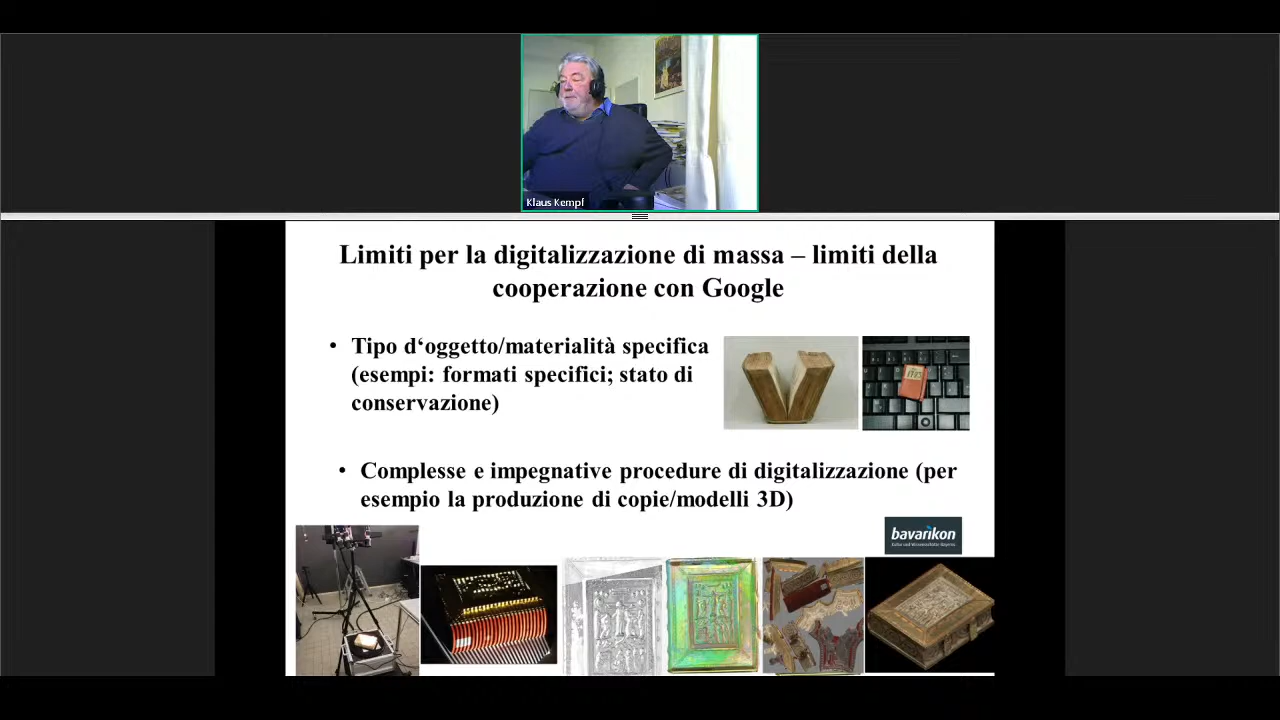 Klaus Kempf
Limiti per la digitalizzazione di massa – limiti della
cooperazione con Google
• Tipo d‘oggetto/materialità specifica
(esempi: formati specifici; stato di
conservazione)
• Complesse e impegnative procedure di digitalizzazione (per
esempio la produzione di copie/modelli 3D)
bavarikon